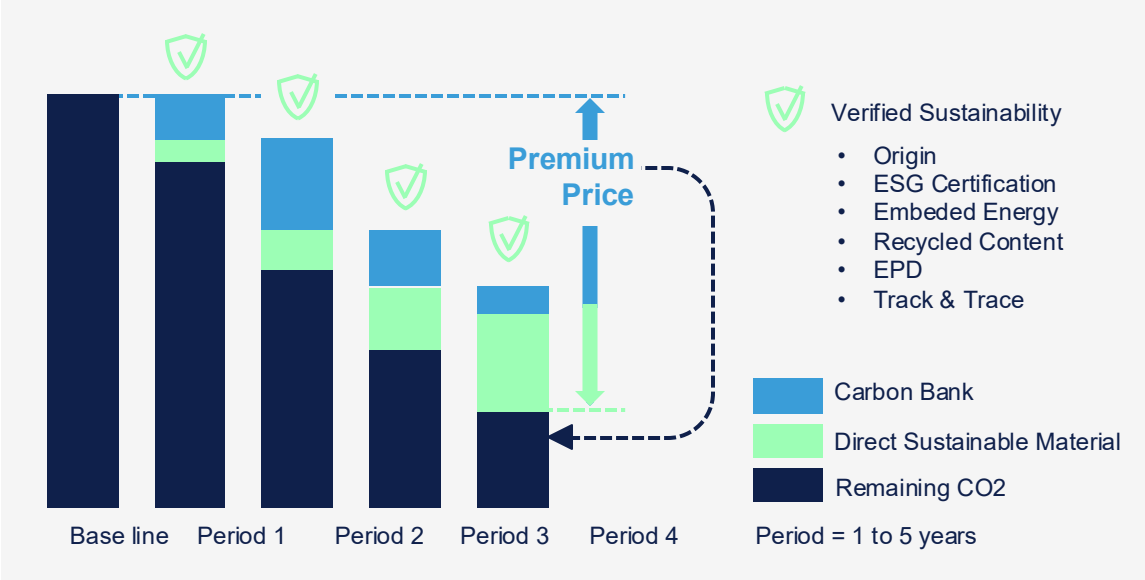 Verified Sustainability
Premium
Price
• Origin
• ESG Certification
• Embeded Energy
• Recycled Content
• EPD
• Track & Trace
Carbon Bank
Direct Sustainable Material
Remaining CO2
Base line
Period 1
Period 2
Period 3
Period 4
Period = 1 to 5 years